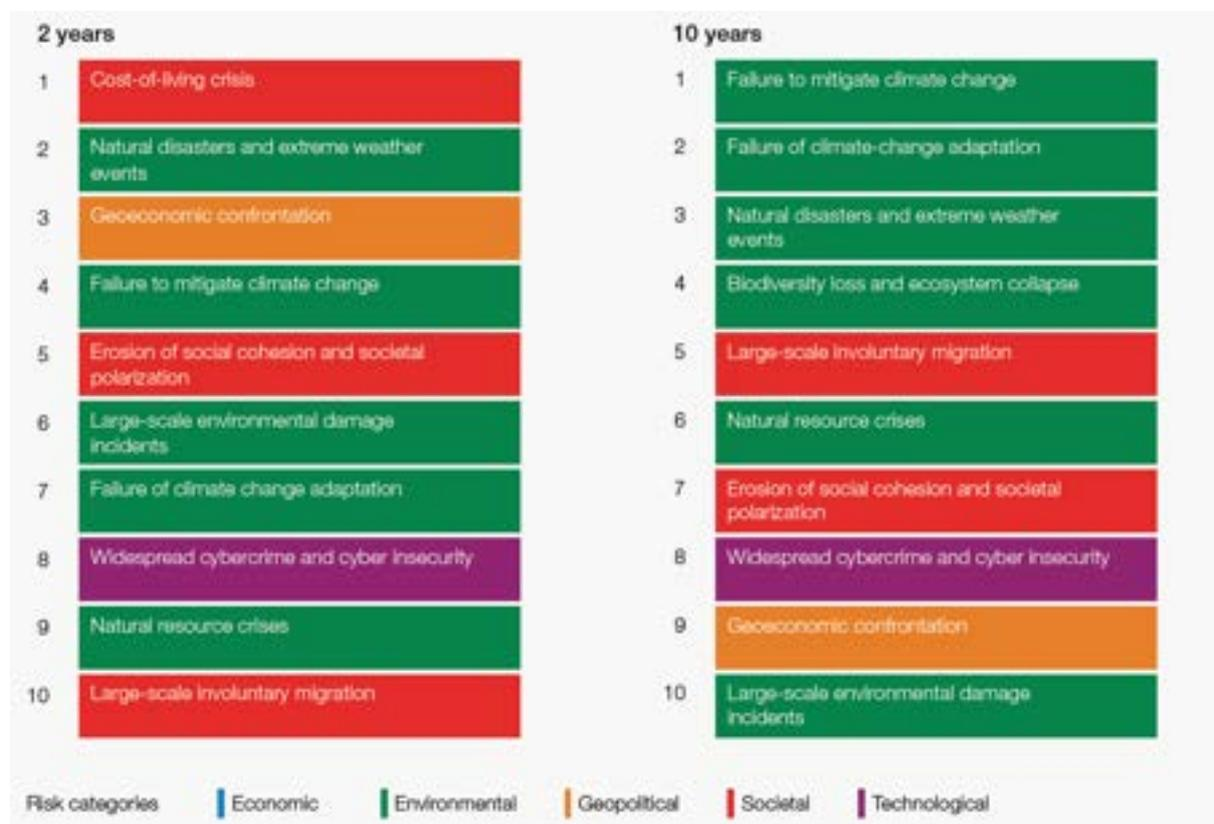 2 years
1 Cost-of-living crisis
2 Natural disasters and extreme weather
events
3 Geoeconomic confrontation
4 Failure to mitigate climate change
5 Erosion of social cohesion and societal
polarization
6 Large-scale environmental damage
incidents
7 Failure of climate change adaptation
8 Widespread cybercrime and cyber insecurity
9 Natural resource crises
10 Large-scale involuntary migration
10 years
1 Failure to mitigate climate change
2 Failure of climate-change adaptation
3 Natural disasters and extreme weather
events
4 Biodiversity loss and ecosystem collapse
5 Large-scale involuntary migration
6 Natural resource crises
7 Erosion of social cohesion and societal
polarization
8 Widespread cybercrime and cyber insecurity
9 Geoeconomic confrontation
10 Large-scale environmental damage
incidents
Risk categories Economic Environmental Geopolitical Societal Technological